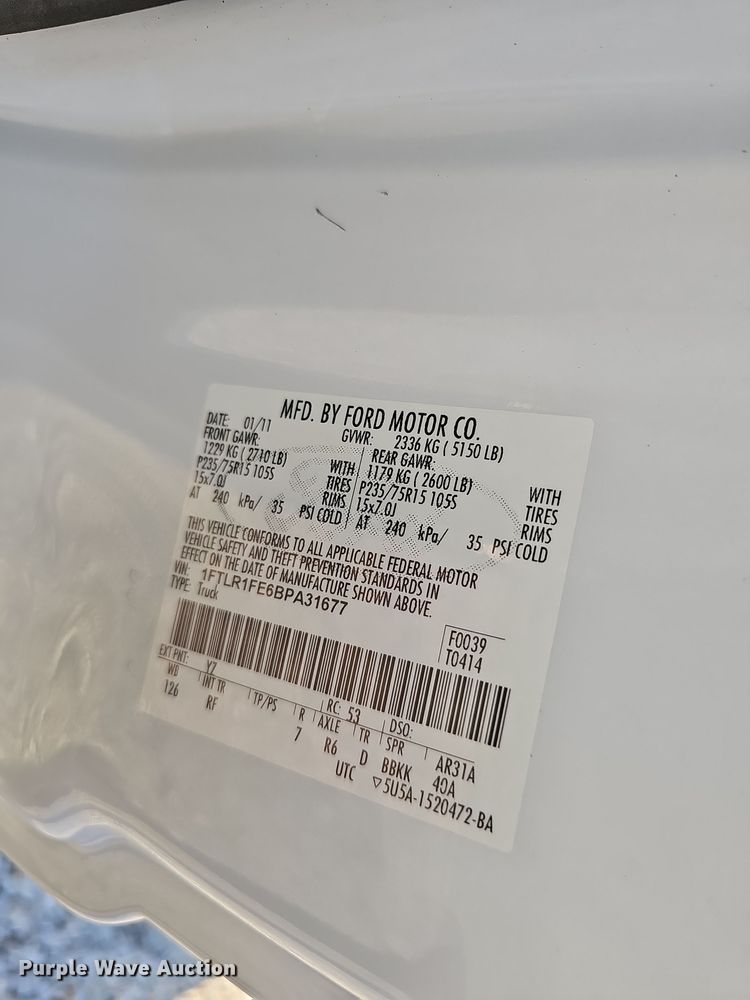 MFD. BY FORD MOTOR CO.
DATE: 01/11 GVWR: 2336 KG ( 5150 LB)
FRONT GAWR: REAR GAWR:
1229 KG ( 2710 LB) WITH 1179 KG ( 2600 LB) WITH
P235/75R15 105S TIRES P235/75R15 105S TIRES
15x7.0J RIMS 15x7.0J RIMS
AT 240 kPa/ 35 PSI COLD AT 240 kPa/ 35 PSI COLD
THIS VEHICLE CONFORMS TO ALL APPLICABLE FEDERAL MOTOR
VEHICLE SAFETY AND THEFT PREVENTION STANDARDS IN
EFFECT ON THE DATE OF MANUFACTURE SHOWN ABOVE.
VIN: 1FTLR1FE6BPA31677
TYPE: Truck
F0039
T0414
EXT PNT: YZ RC: 53 DSO:
WB INT TR TP/PS R AXLE TR SPR AR31A
126 RF 7 R6 D BBKK 40A
UTC ▽5U5A-1520472-BA
Purple Wave Auction